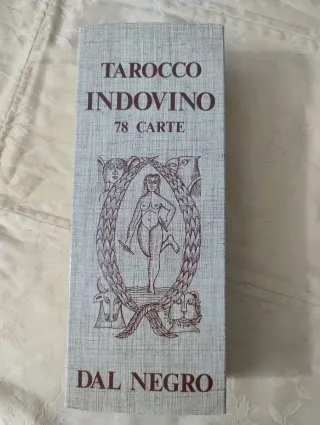 TAROCCO
INDOVINO
78 CARTE
DAL NEGRO